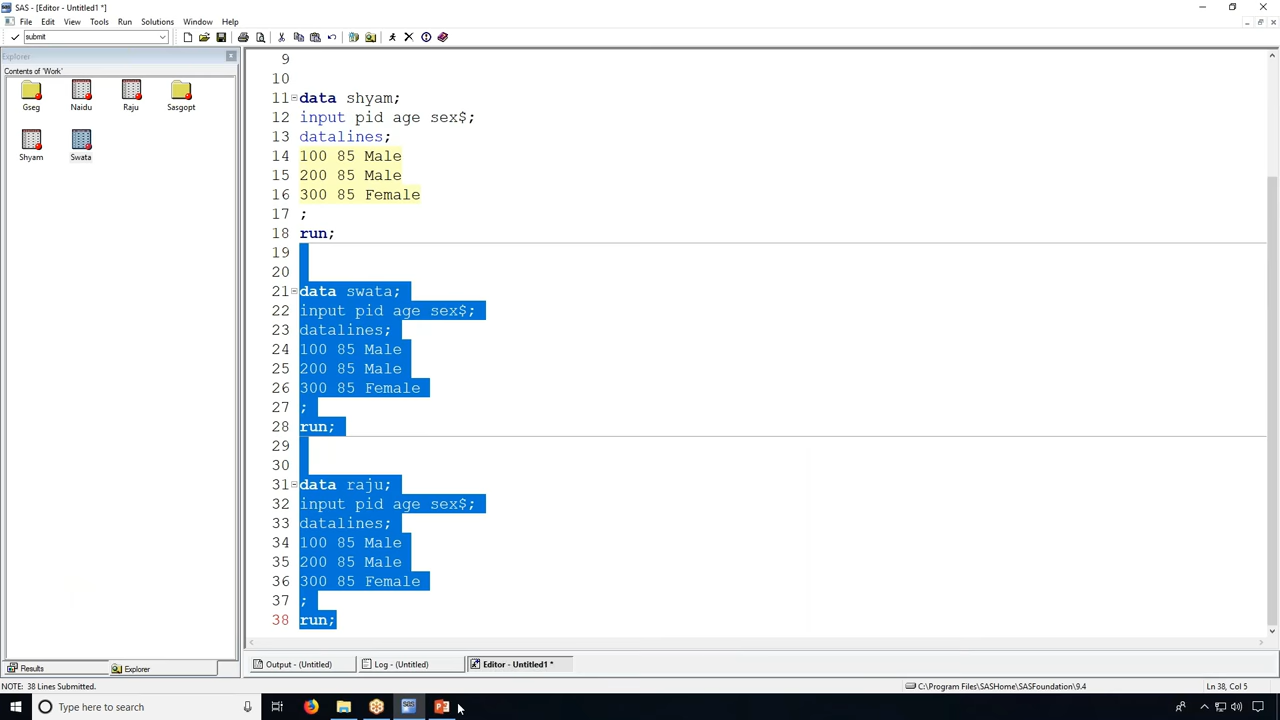 SAS - [Editor - Untitled1 *]
File Edit View Tools Run Solutions Window Help
submit
Explorer
Contents of 'Work'
Gseg Naidu Raju Sasgopt
Shyam Swata
9
10
11 data shyam;
12 input pid age sex$;
13 datalines;
14 100 85 Male
15 200 85 Male
16 300 85 Female
17 ;
18 run;
19
20
21 data swata;
22 input pid age sex$;
23 datalines;
24 100 85 Male
25 200 85 Male
26 300 85 Female
27 ;
28 run;
29
30
31 data raju;
32 input pid age sex$;
33 datalines;
34 100 85 Male
35 200 85 Male
36 300 85 Female
37 ;
38 run;
Results Explorer
Output - (Untitled) Log - (Untitled) Editor - Untitled1 *
NOTE: 38 Lines Submitted. C:\Program Files\SASHome\SASFoundation\9.4 Ln 38, Col 5
Type here to search